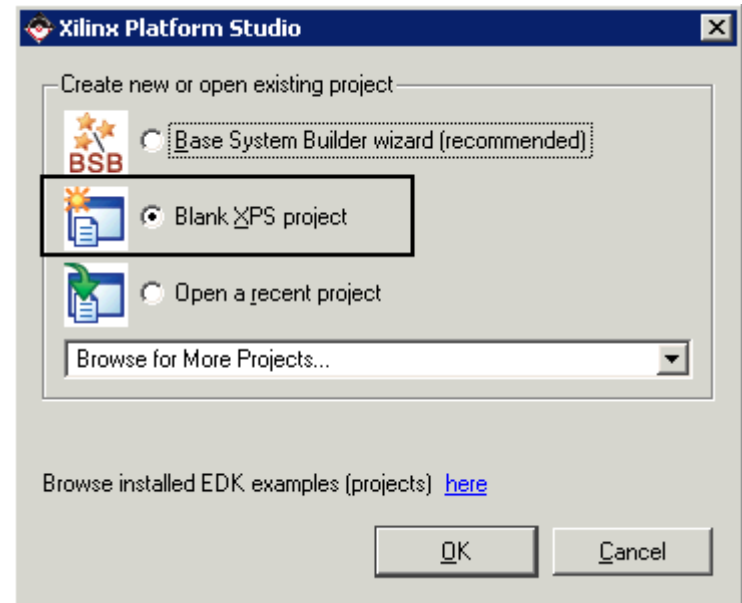 Xilinx Platform Studio
Create new or open existing project
BSB
Base System Builder wizard (recommended)
Blank XPS project
Open a recent project
Browse for More Projects...
Browse installed EDK examples (projects) here
OK
Cancel